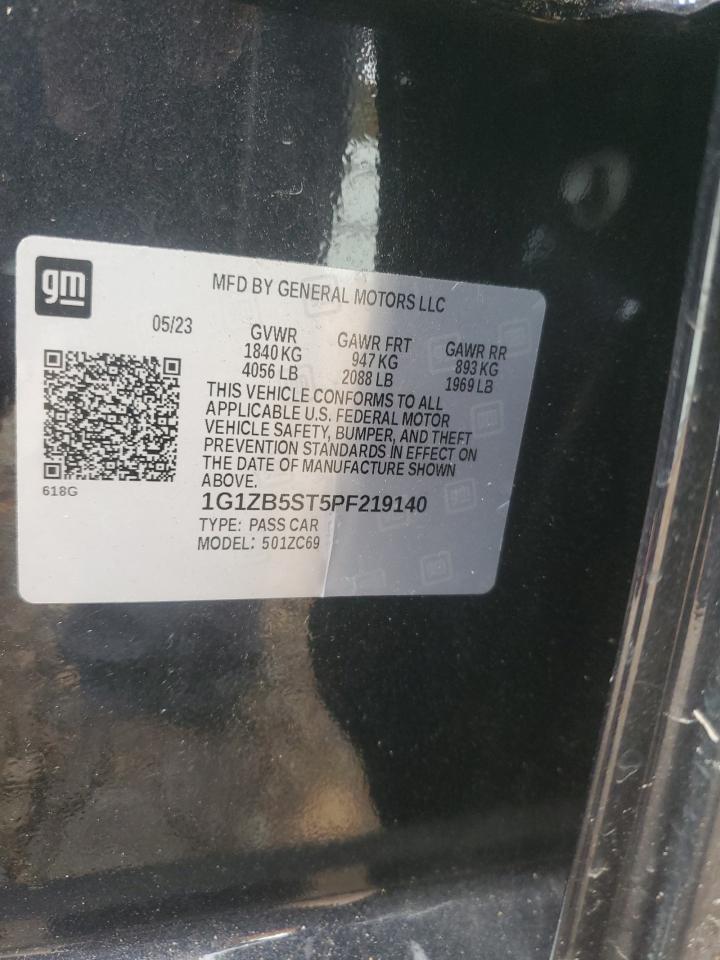 gm
MFD BY GENERAL MOTORS LLC
05/23
GVWR GAWR FRT GAWR RR
1840 KG 947 KG 893 KG
4056 LB 2088 LB 1969 LB
THIS VEHICLE CONFORMS TO ALL
APPLICABLE U.S. FEDERAL MOTOR
VEHICLE SAFETY, BUMPER, AND THEFT
PREVENTION STANDARDS IN EFFECT ON
THE DATE OF MANUFACTURE SHOWN
ABOVE.
618G
1G1ZB5ST5PF219140
TYPE: PASS CAR
MODEL: 501ZC69